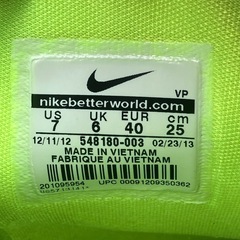 VP
nikebetterworld.com
US UK EUR cm
7 6 40 25
12/11/12 548180-003 02/23/13
MADE IN VIETNAM
FABRIQUE AU VIETNAM
201095954 UPC 00091209350362